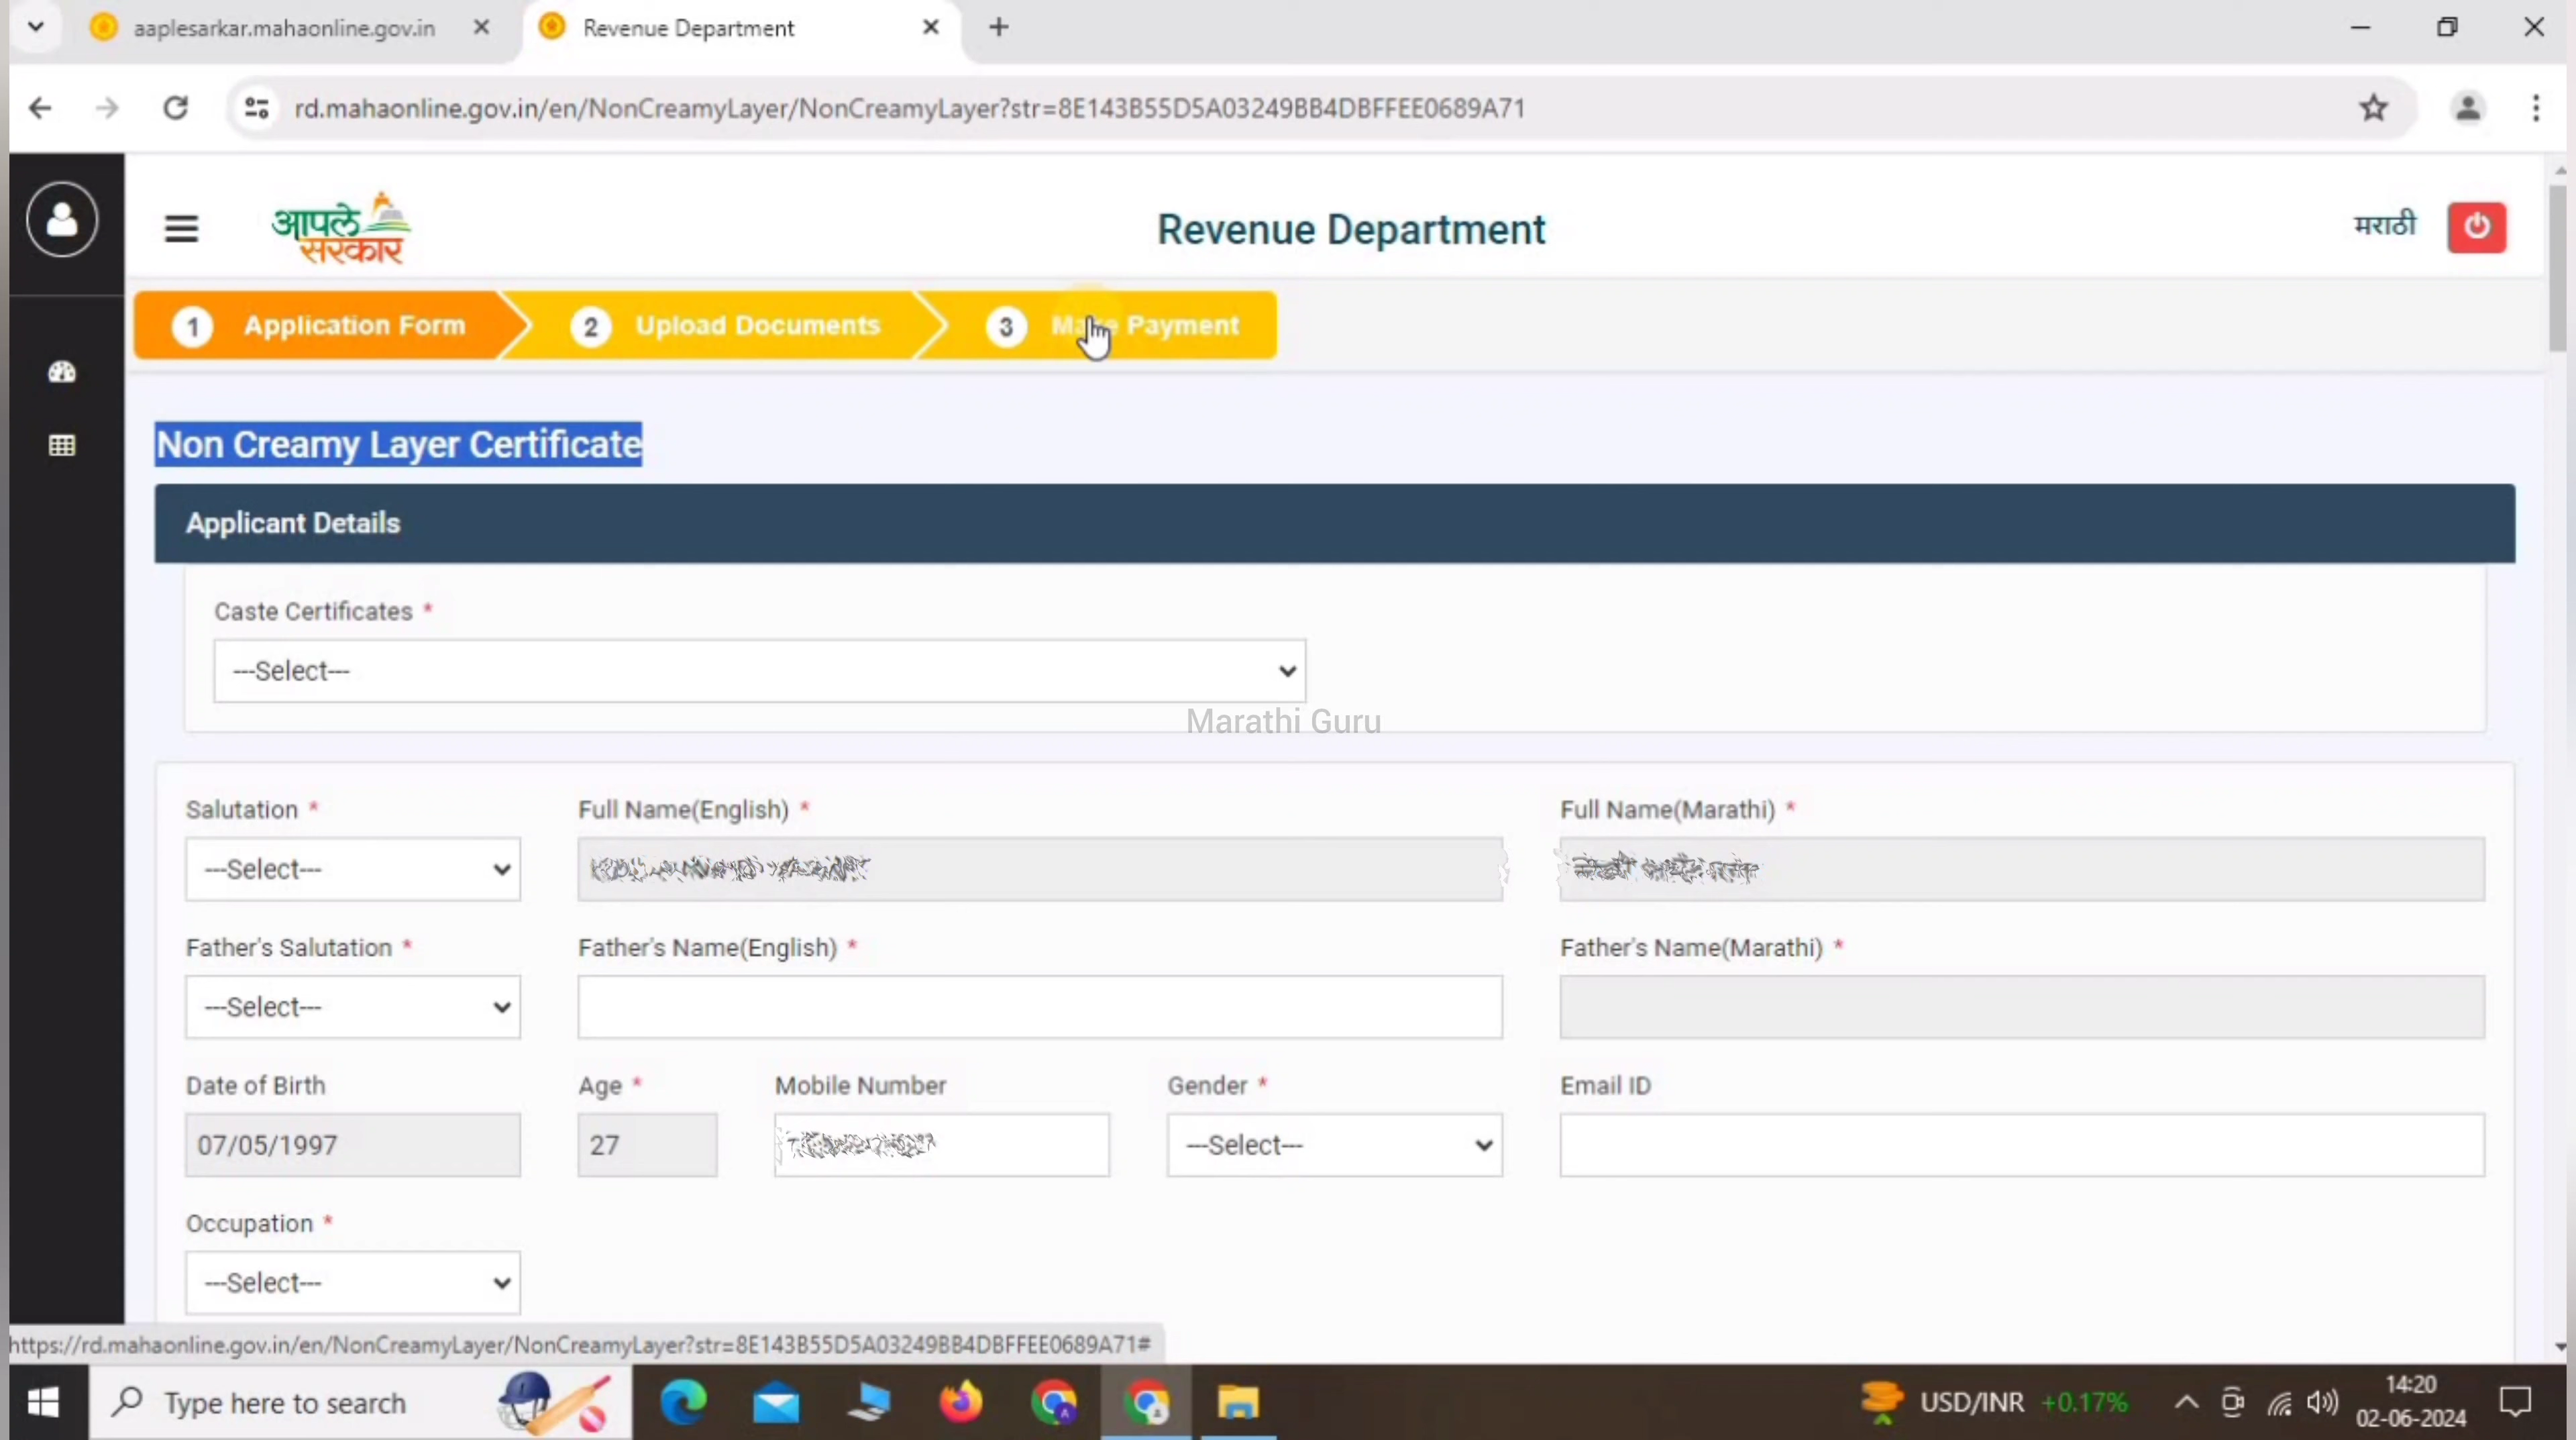 aaplesarkar.mahaonline.gov.in
Revenue Department
rd.mahaonline.gov.in/en/NonCreamyLayer/NonCreamyLayer?str=8E143B55D5A03249BB4DBFFEE0689A71
आपले सरकार
Revenue Department
मराठी
1 Application Form
2 Upload Documents
3 Make Payment
Non Creamy Layer Certificate
Applicant Details
Caste Certificates *
---Select---
Marathi Guru
Salutation * Full Name(English) * Full Name(Marathi) *
---Select---
Father's Salutation * Father's Name(English) * Father's Name(Marathi) *
---Select---
Date of Birth Age * Mobile Number Gender * Email ID
07/05/1997 27 ---Select---
Occupation *
---Select---
https://rd.mahaonline.gov.in/en/NonCreamyLayer/NonCreamyLayer?str=8E143B55D5A03249BB4DBFFEE0689A71#
Type here to search
USD/INR +0.17%
14:20
02-06-2024